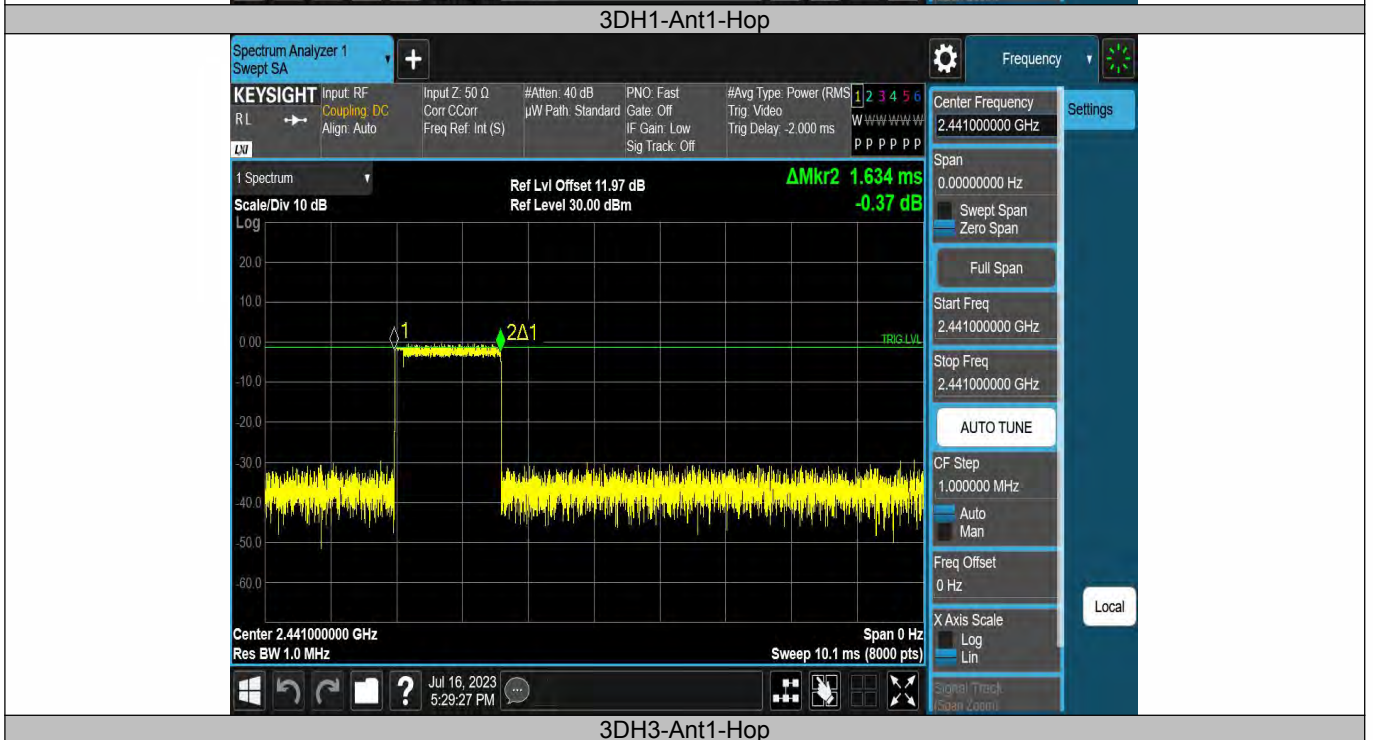 3DH1-Ant1-Hop
Spectrum Analyzer 1
Swept SA
+
Frequency
KEYSIGHT
RL
LXI
Input: RF
Coupling: DC
Align: Auto
Input Z: 50 Ω
Corr CCorr
Freq Ref: Int (S)
#Atten: 40 dB
µW Path: Standard
PNO: Fast
Gate: Off
IF Gain: Low
Sig Track: Off
#Avg Type: Power (RMS
Trig: Video
Trig Delay: -2.000 ms
1 2 3 4 5 6
W W W W W W
P P P P P P
Center Frequency
2.441000000 GHz
Settings
Span
0.00000000 Hz
Swept Span
Zero Span
Full Span
Start Freq
2.441000000 GHz
Stop Freq
2.441000000 GHz
AUTO TUNE
CF Step
1.000000 MHz
Auto
Man
Freq Offset
0 Hz
X Axis Scale
Log
Lin
Signal Track
(Span Zoom)
Local
1 Spectrum
Scale/Div 10 dB
Log
Ref Lvl Offset 11.97 dB
Ref Level 30.00 dBm
ΔMkr2 1.634 ms
-0.37 dB
20.0
10.0
0.00
-10.0
-20.0
-30.0
-40.0
-50.0
-60.0
1
2Δ1
TRIG LVL
Center 2.441000000 GHz
Res BW 1.0 MHz
Span 0 Hz
Sweep 10.1 ms (8000 pts)
?
Jul 16, 2023
5:29:27 PM
3DH3-Ant1-Hop